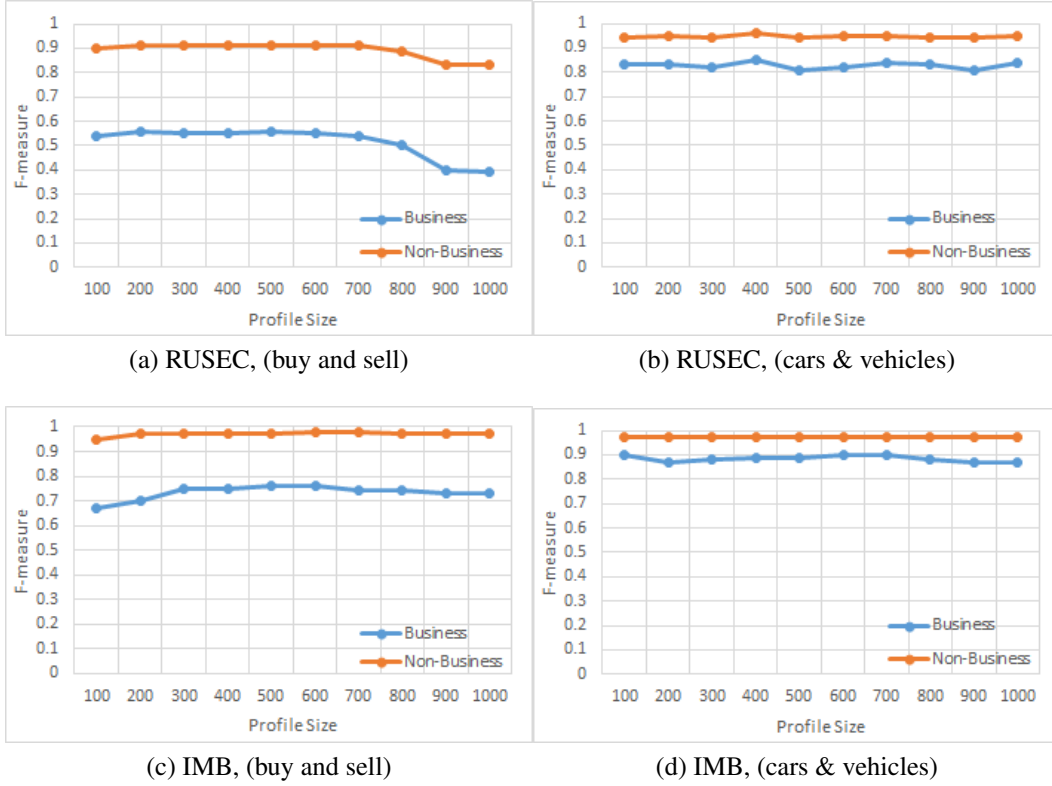 1
0.9
0.8
0.7
0.6
0.5
0.4
0.3
0.2
0.1
0
F-measure
Business
Non-Business
100 200 300 400 500 600 700 800 900 1000
Profile Size
(a) RUSEC, (buy and sell)
1
0.9
0.8
0.7
0.6
0.5
0.4
0.3
0.2
0.1
0
F-measure
Business
Non-Business
100 200 300 400 500 600 700 800 900 1000
Profile Size
(b) RUSEC, (cars & vehicles)
1
0.9
0.8
0.7
0.6
0.5
0.4
0.3
0.2
0.1
0
F-measure
Business
Non-Business
100 200 300 400 500 600 700 800 900 1000
Profile Size
(c) IMB, (buy and sell)
1
0.9
0.8
0.7
0.6
0.5
0.4
0.3
0.2
0.1
0
F-measure
Business
Non-Business
100 200 300 400 500 600 700 800 900 1000
Profile Size
(d) IMB, (cars & vehicles)